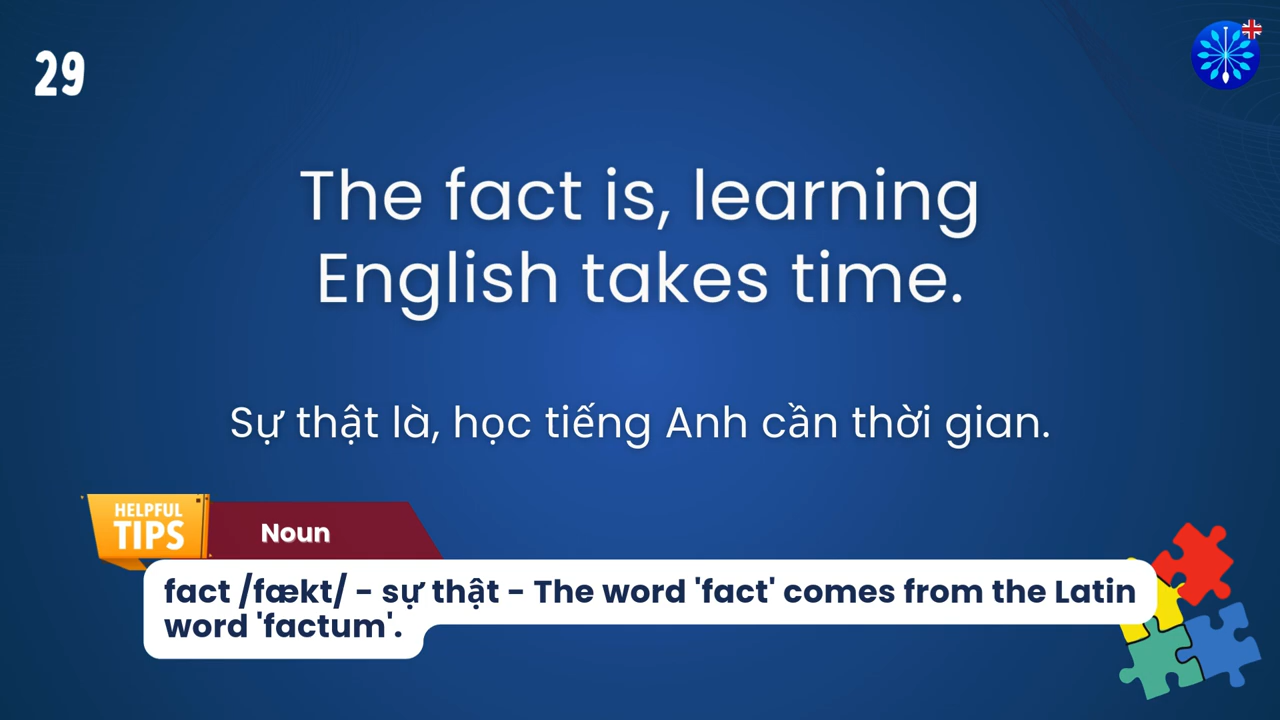 29
The fact is, learning
English takes time.
Sự thật là, học tiếng Anh cần thời gian.
HELPFUL
TIPS
Noun
fact /fækt/ - sự thật - The word 'fact' comes from the Latin
word 'factum'.